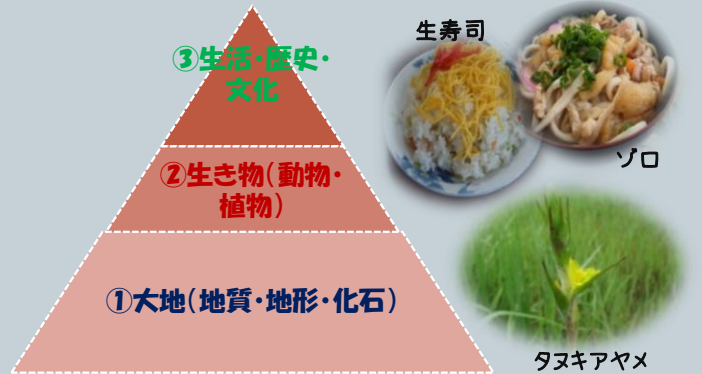 ③生活・歴史・
文化
②生き物(動物・
植物)
①大地(地質・地形・化石)
生寿司
ゾロ
タヌキアヤメ